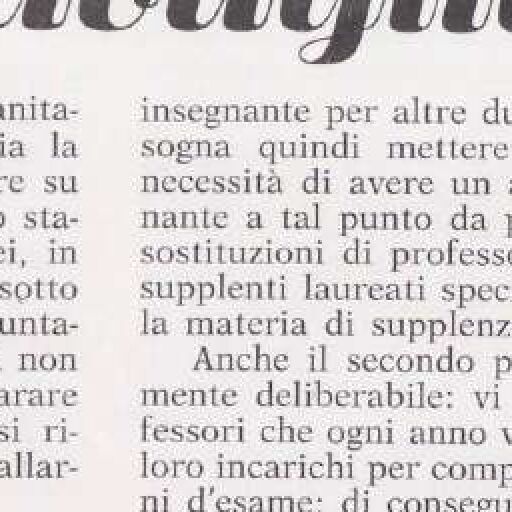 anita-
ia la
re su
sta-
ei, in
sotto
unta-
non
arare
si ri-
allar-
insegnante per altre du
sogna quindi mettere
necessità di avere un a
nante a tal punto da p
sostituzioni di professo
supplenti laureati spec
la materia di supplenz
Anche il secondo p
mente deliberabile: vi
fessori che ogni anno v
loro incarichi per comp
ni d'esame: di consegu